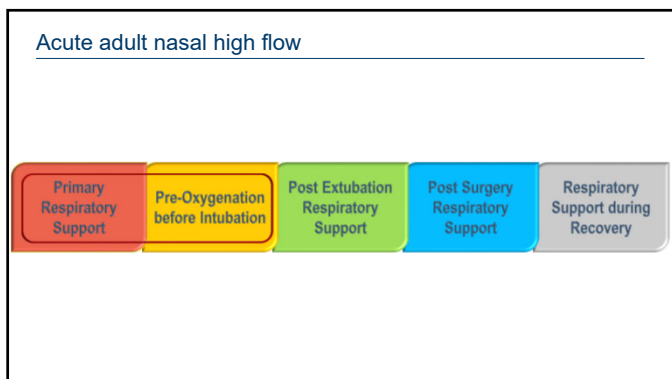 Acute adult nasal high flow
Primary
Respiratory
Support
Pre-Oxygenation
before Intubation
Post Extubation
Respiratory
Support
Post Surgery
Respiratory
Support
Respiratory
Support during
Recovery